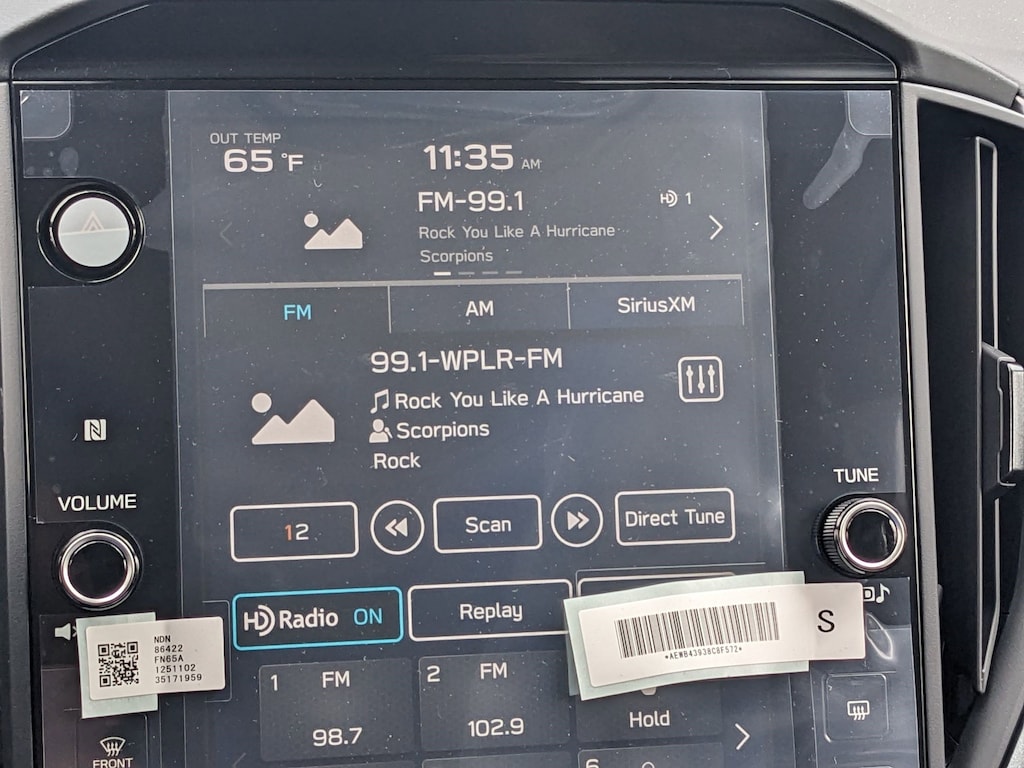 OUT TEMP
65 °F
11:35 AM
FM-99.1
HD 1
Rock You Like A Hurricane
Scorpions
FM
AM
SiriusXM
99.1-WPLR-FM
Rock You Like A Hurricane
Scorpions
Rock
VOLUME
TUNE
12
Scan
Direct Tune
HD Radio ON
Replay
NDN
86422
FN65A
1251102
35171959
S
1 FM
98.7
2 FM
102.9
Hold
FRONT
6